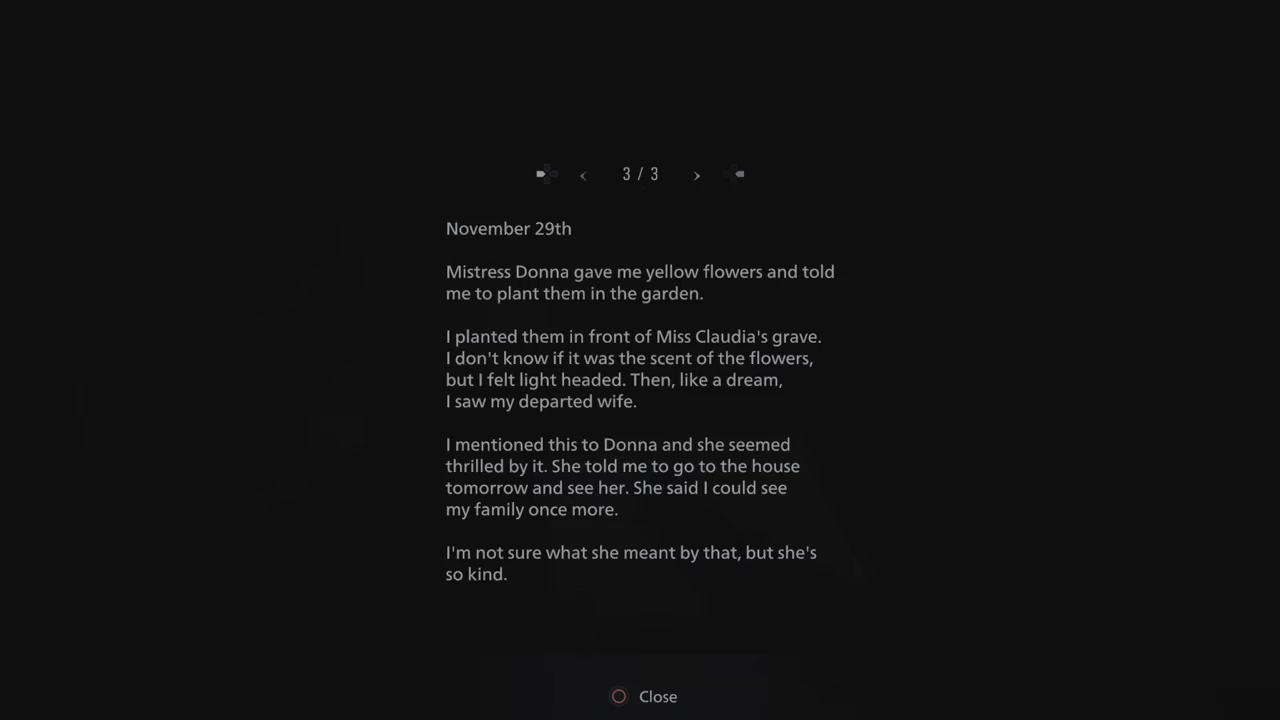 3 / 3
November 29th
Mistress Donna gave me yellow flowers and told
me to plant them in the garden.
I planted them in front of Miss Claudia's grave.
I don't know if it was the scent of the flowers,
but I felt light headed. Then, like a dream,
I saw my departed wife.
I mentioned this to Donna and she seemed
thrilled by it. She told me to go to the house
tomorrow and see her. She said I could see
my family once more.
I'm not sure what she meant by that, but she's
so kind.
Close